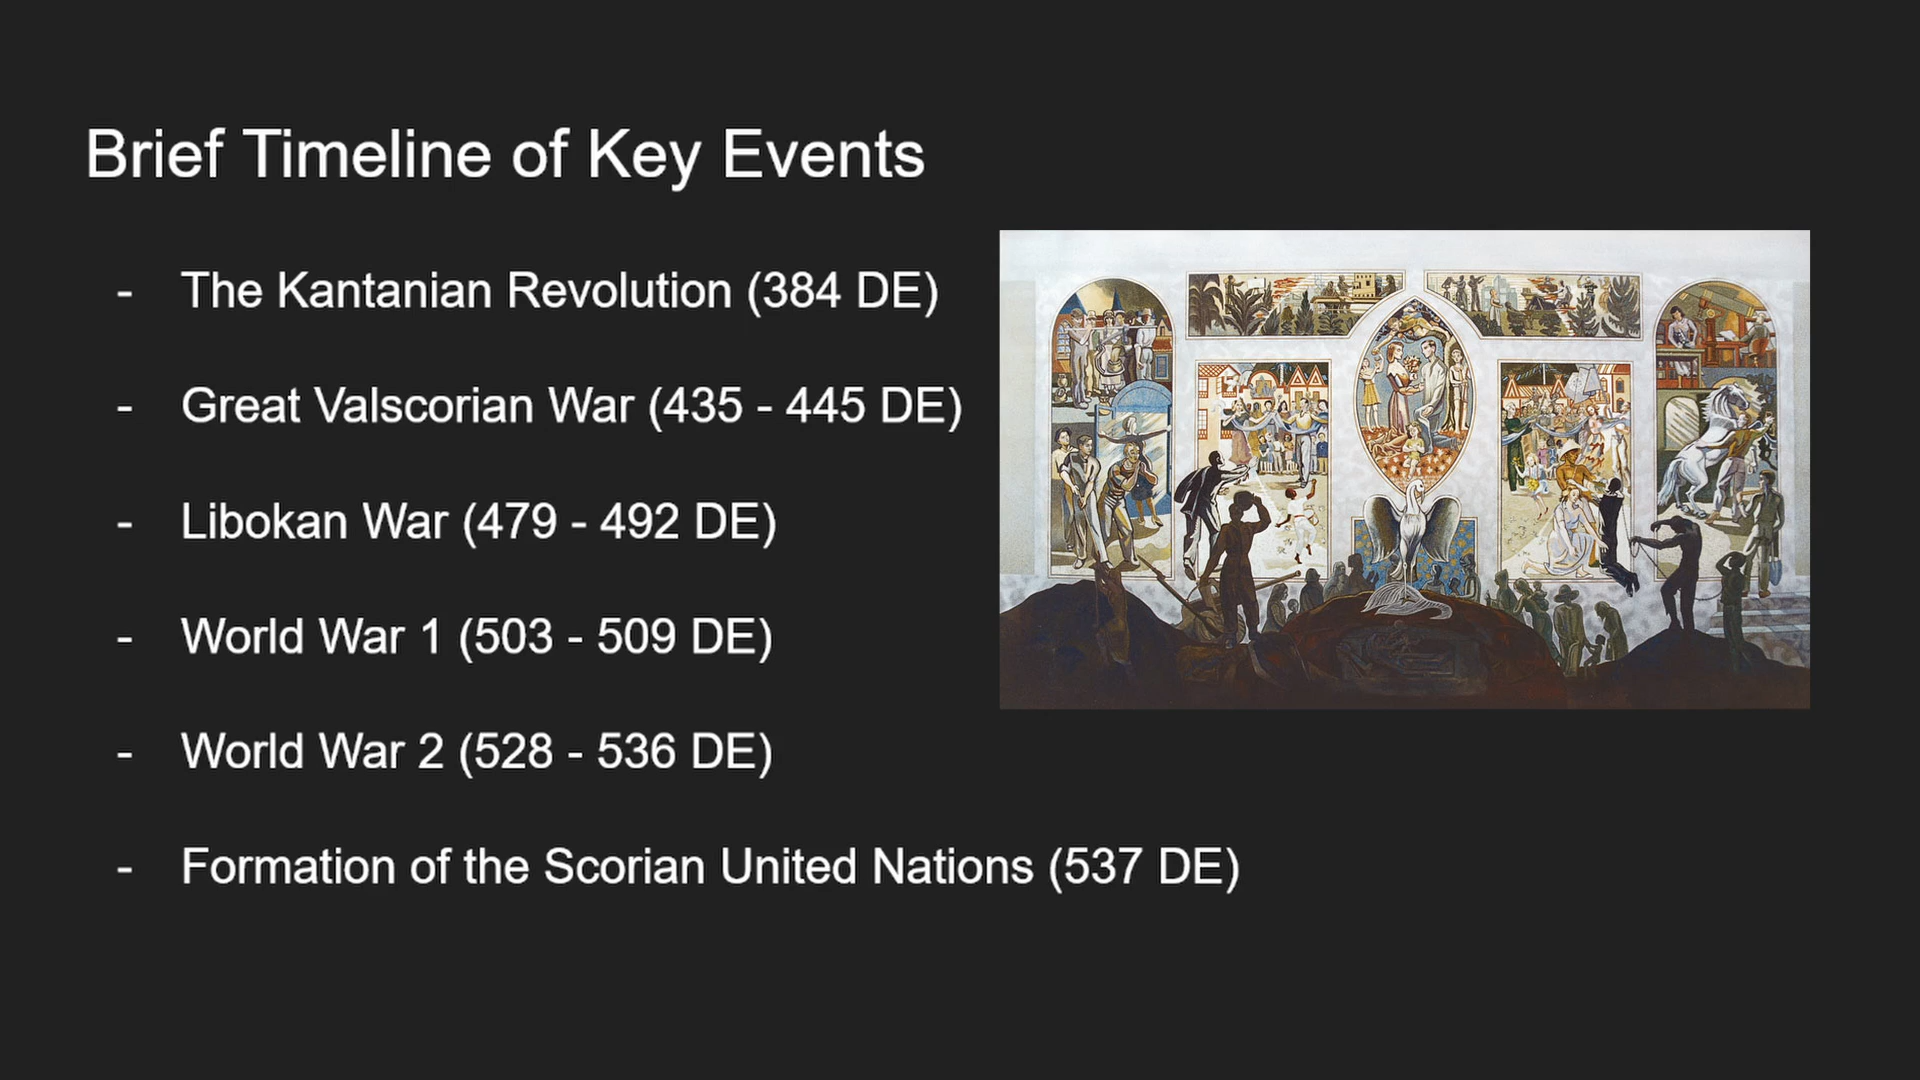 Brief Timeline of Key Events
- The Kantanian Revolution (384 DE)
- Great Valscorian War (435 - 445 DE)
- Libokan War (479 - 492 DE)
- World War 1 (503 - 509 DE)
- World War 2 (528 - 536 DE)
- Formation of the Scorian United Nations (537 DE)